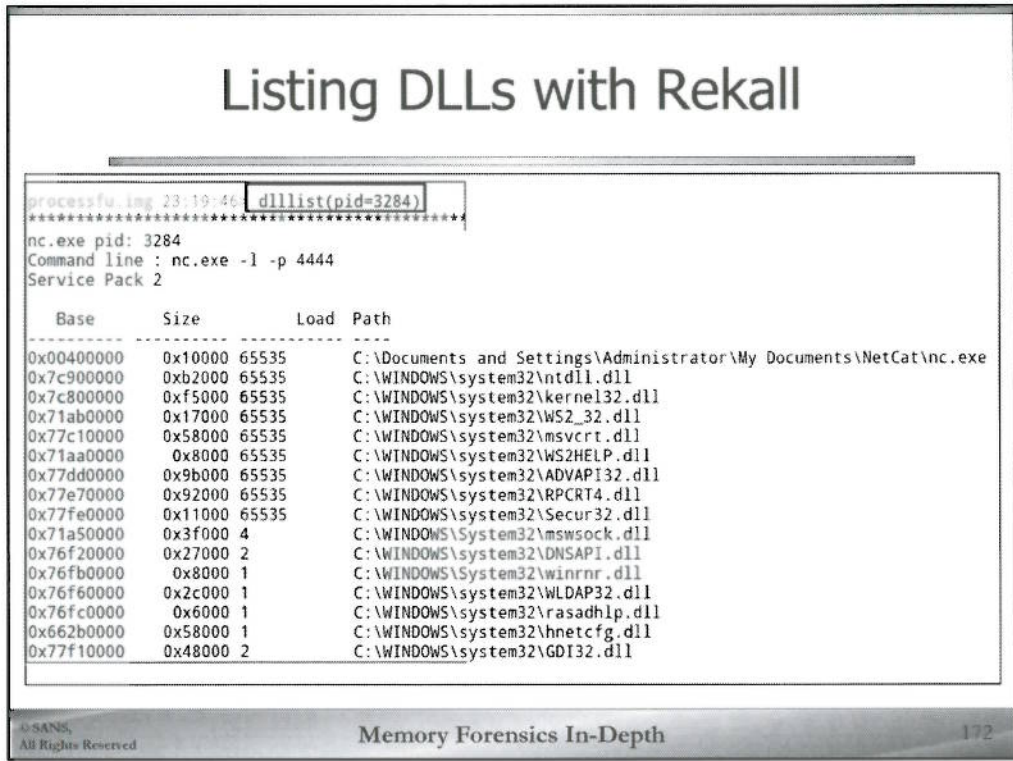 Listing DLLs with Rekall
processfu.img 23:19:46> dlllist(pid=3284)
************************************************
nc.exe pid: 3284
Command line : nc.exe -l -p 4444
Service Pack 2
Base Size Load Path
---------- ---------- ---------- ----
0x00400000 0x10000 65535 C:\Documents and Settings\Administrator\My Documents\NetCat\nc.exe
0x7c900000 0xb2000 65535 C:\WINDOWS\system32\ntdll.dll
0x7c800000 0xf5000 65535 C:\WINDOWS\system32\kernel32.dll
0x71ab0000 0x17000 65535 C:\WINDOWS\system32\WS2_32.dll
0x77c10000 0x58000 65535 C:\WINDOWS\system32\msvcrt.dll
0x71aa0000 0x8000 65535 C:\WINDOWS\system32\WS2HELP.dll
0x77dd0000 0x9b000 65535 C:\WINDOWS\system32\ADVAPI32.dll
0x77e70000 0x92000 65535 C:\WINDOWS\system32\RPCRT4.dll
0x77fe0000 0x11000 65535 C:\WINDOWS\system32\Secur32.dll
0x71a50000 0x3f000 4 C:\WINDOWS\System32\mswsock.dll
0x76f20000 0x27000 2 C:\WINDOWS\system32\DNSAPI.dll
0x76fb0000 0x8000 1 C:\WINDOWS\System32\winrnr.dll
0x76f60000 0x2c000 1 C:\WINDOWS\system32\WLDAP32.dll
0x76fc0000 0x6000 1 C:\WINDOWS\system32\rasadhlp.dll
0x662b0000 0x58000 1 C:\WINDOWS\system32\hnetcfg.dll
0x77f10000 0x48000 2 C:\WINDOWS\system32\GDI32.dll
©SANS,
All Rights Reserved
Memory Forensics In-Depth
172